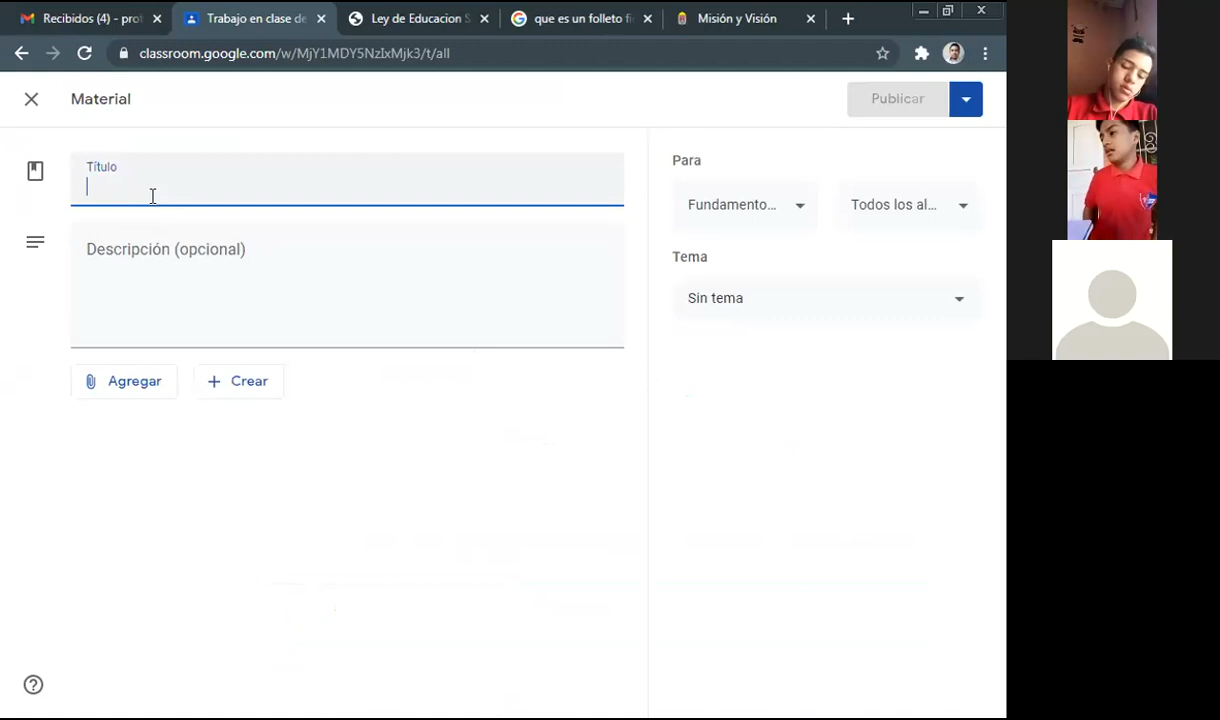 Recibidos (4) - prof
Trabajo en clase de
Ley de Educacion S
que es un folleto fi
Misión y Visión
classroom.google.com/w/MjY1MDY5NzIxMjk3/t/all
Material
Publicar
Título
Descripción (opcional)
Agregar
Crear
Para
Fundamento...
Todos los al...
Tema
Sin tema